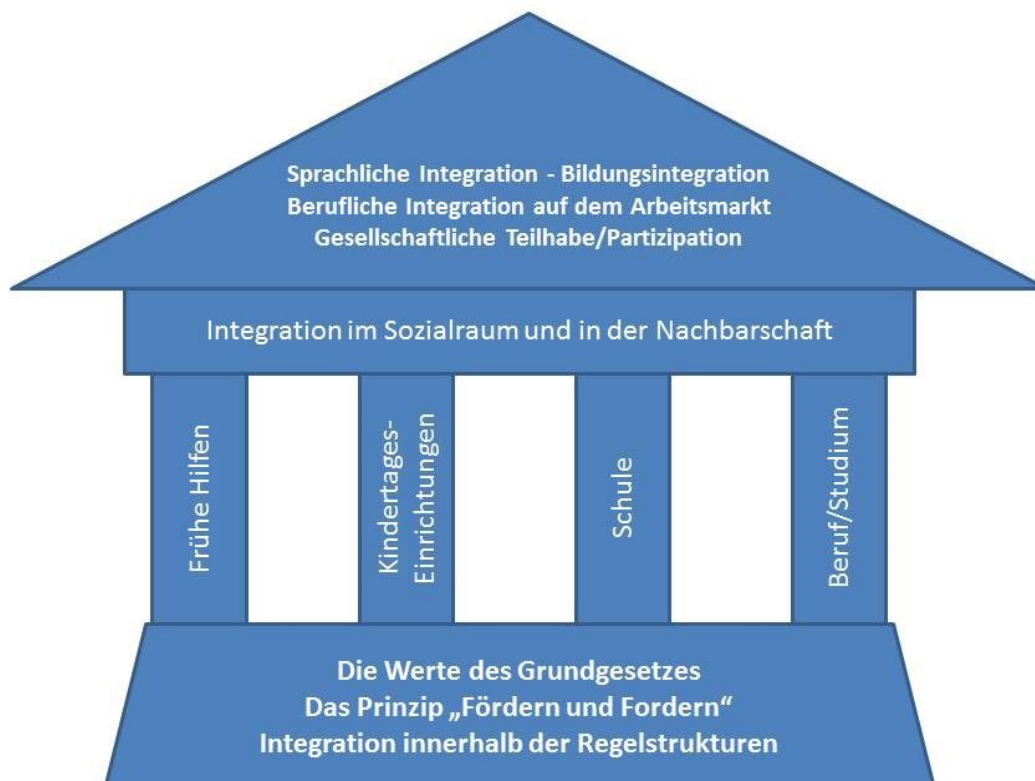 Sprachliche Integration - Bildungsintegration
Berufliche Integration auf dem Arbeitsmarkt
Gesellschaftliche Teilhabe/Partizipation
Integration im Sozialraum und in der Nachbarschaft
Frühe Hilfen
Kindertages-
Einrichtungen
Schule
Beruf/Studium
Die Werte des Grundgesetzes
Das Prinzip „Fördern und Fordern“
Integration innerhalb der Regelstrukturen